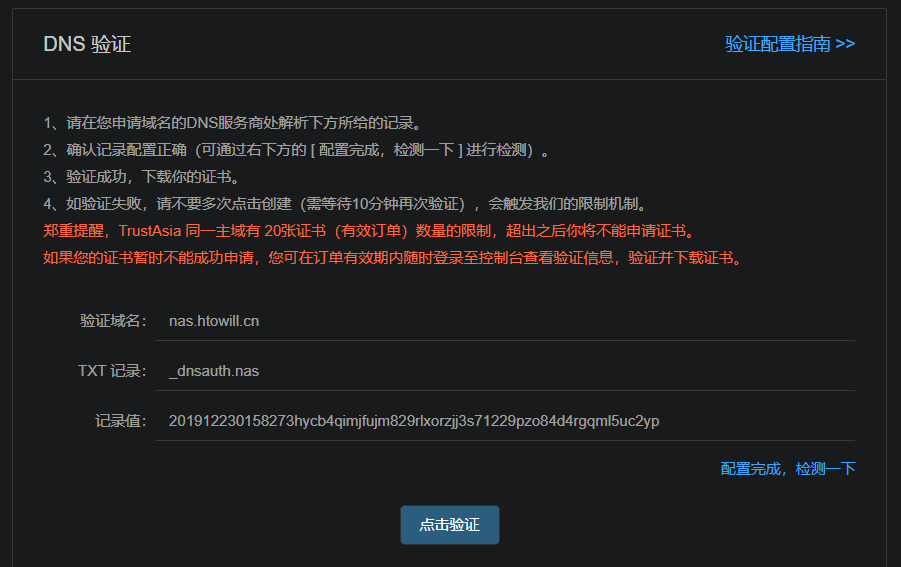 DNS 验证
验证配置指南 >>
1、请在您申请域名的DNS服务商处解析下方所给的记录。
2、确认记录配置正确（可通过右下方的 [ 配置完成，检测一下 ] 进行检测）。
3、验证成功，下载你的证书。
4、如验证失败，请不要多次点击创建（需等待10分钟再次验证），会触发我们的限制机制。
郑重提醒，TrustAsia 同一主域有 20张证书（有效订单）数量的限制，超出之后你将不能申请证书。
如果您的证书暂时不能成功申请，您可在订单有效期内随时登录至控制台查看验证信息，验证并下载证书。
验证域名： nas.htowill.cn
TXT 记录： _dnsauth.nas
记录值： 201912230158273hycb4qimjfujm829rlxorzjj3s71229pzo84d4rgqml5uc2yp
配置完成，检测一下
点击验证